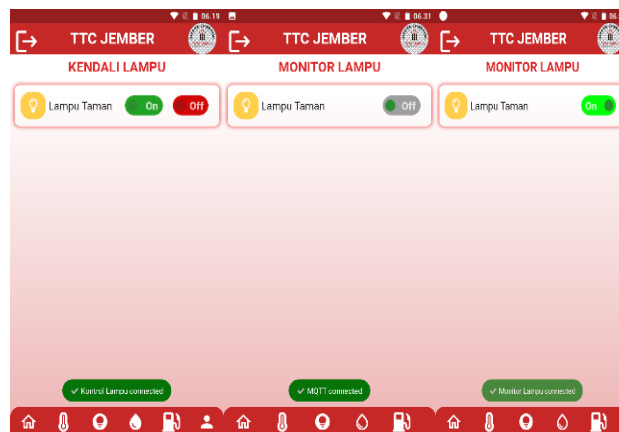 06.19
TTC JEMBER
KENDALI LAMPU
Lampu Taman On Off
✓ Kontrol Lampu connected
06.31
TTC JEMBER
MONITOR LAMPU
Lampu Taman Off
✓ MQTT connected
06.
TTC JEMBER
MONITOR LAMPU
Lampu Taman On
✓ Monitor Lampu connected